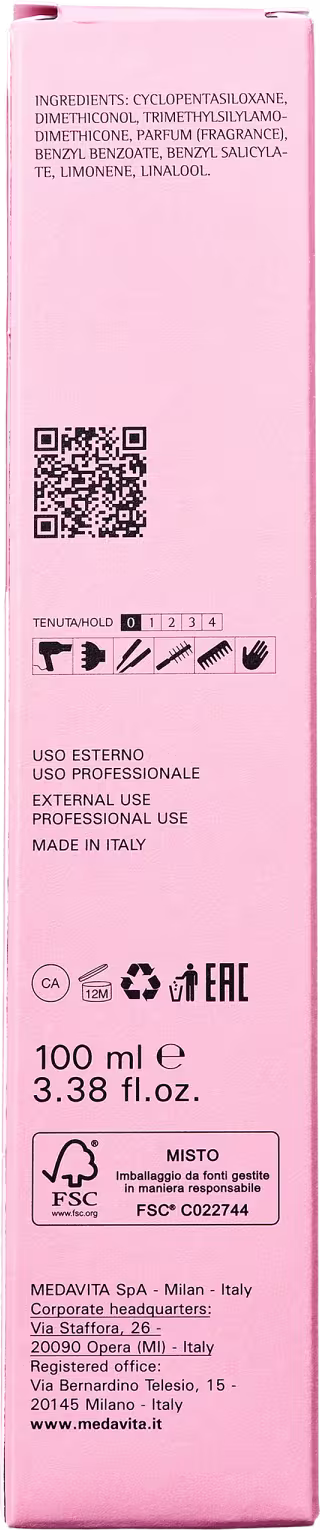 INGREDIENTS: CYCLOPENTASILOXANE,
DIMETHICONOL, TRIMETHYLSILYLAMO-
DIMETHICONE, PARFUM (FRAGRANCE),
BENZYL BENZOATE, BENZYL SALICYLA-
TE, LIMONENE, LINALOOL.
TENUTA/HOLD 0 1 2 3 4
USO ESTERNO
USO PROFESSIONALE
EXTERNAL USE
PROFESSIONAL USE
MADE IN ITALY
CA 12M EAC
100 ml ℮
3.38 fl.oz.
FSC®
www.fsc.org
MISTO
Imballaggio da fonti gestite
in maniera responsabile
FSC® C022744
MEDAVITA SpA - Milan - Italy
Corporate headquarters:
Via Staffora, 26 -
20090 Opera (MI) - Italy
Registered office:
Via Bernardino Telesio, 15 -
20145 Milano - Italy
www.medavita.it